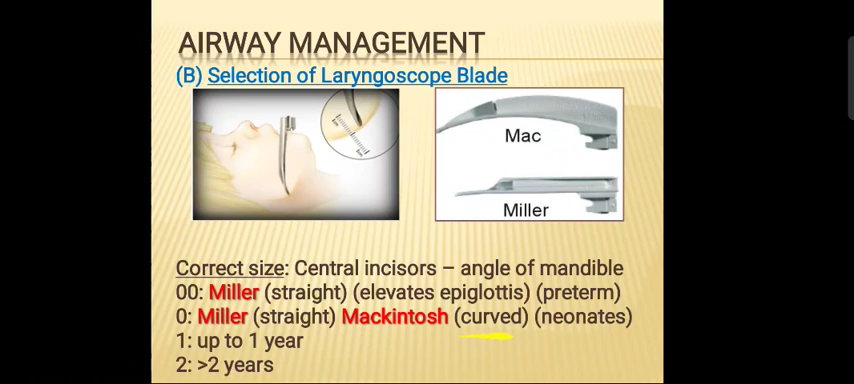 AIRWAY MANAGEMENT
(B) Selection of Laryngoscope Blade
Mac
Miller
Correct size: Central incisors – angle of mandible
00: Miller (straight) (elevates epiglottis) (preterm)
0: Miller (straight) Mackintosh (curved) (neonates)
1: up to 1 year
2: >2 years